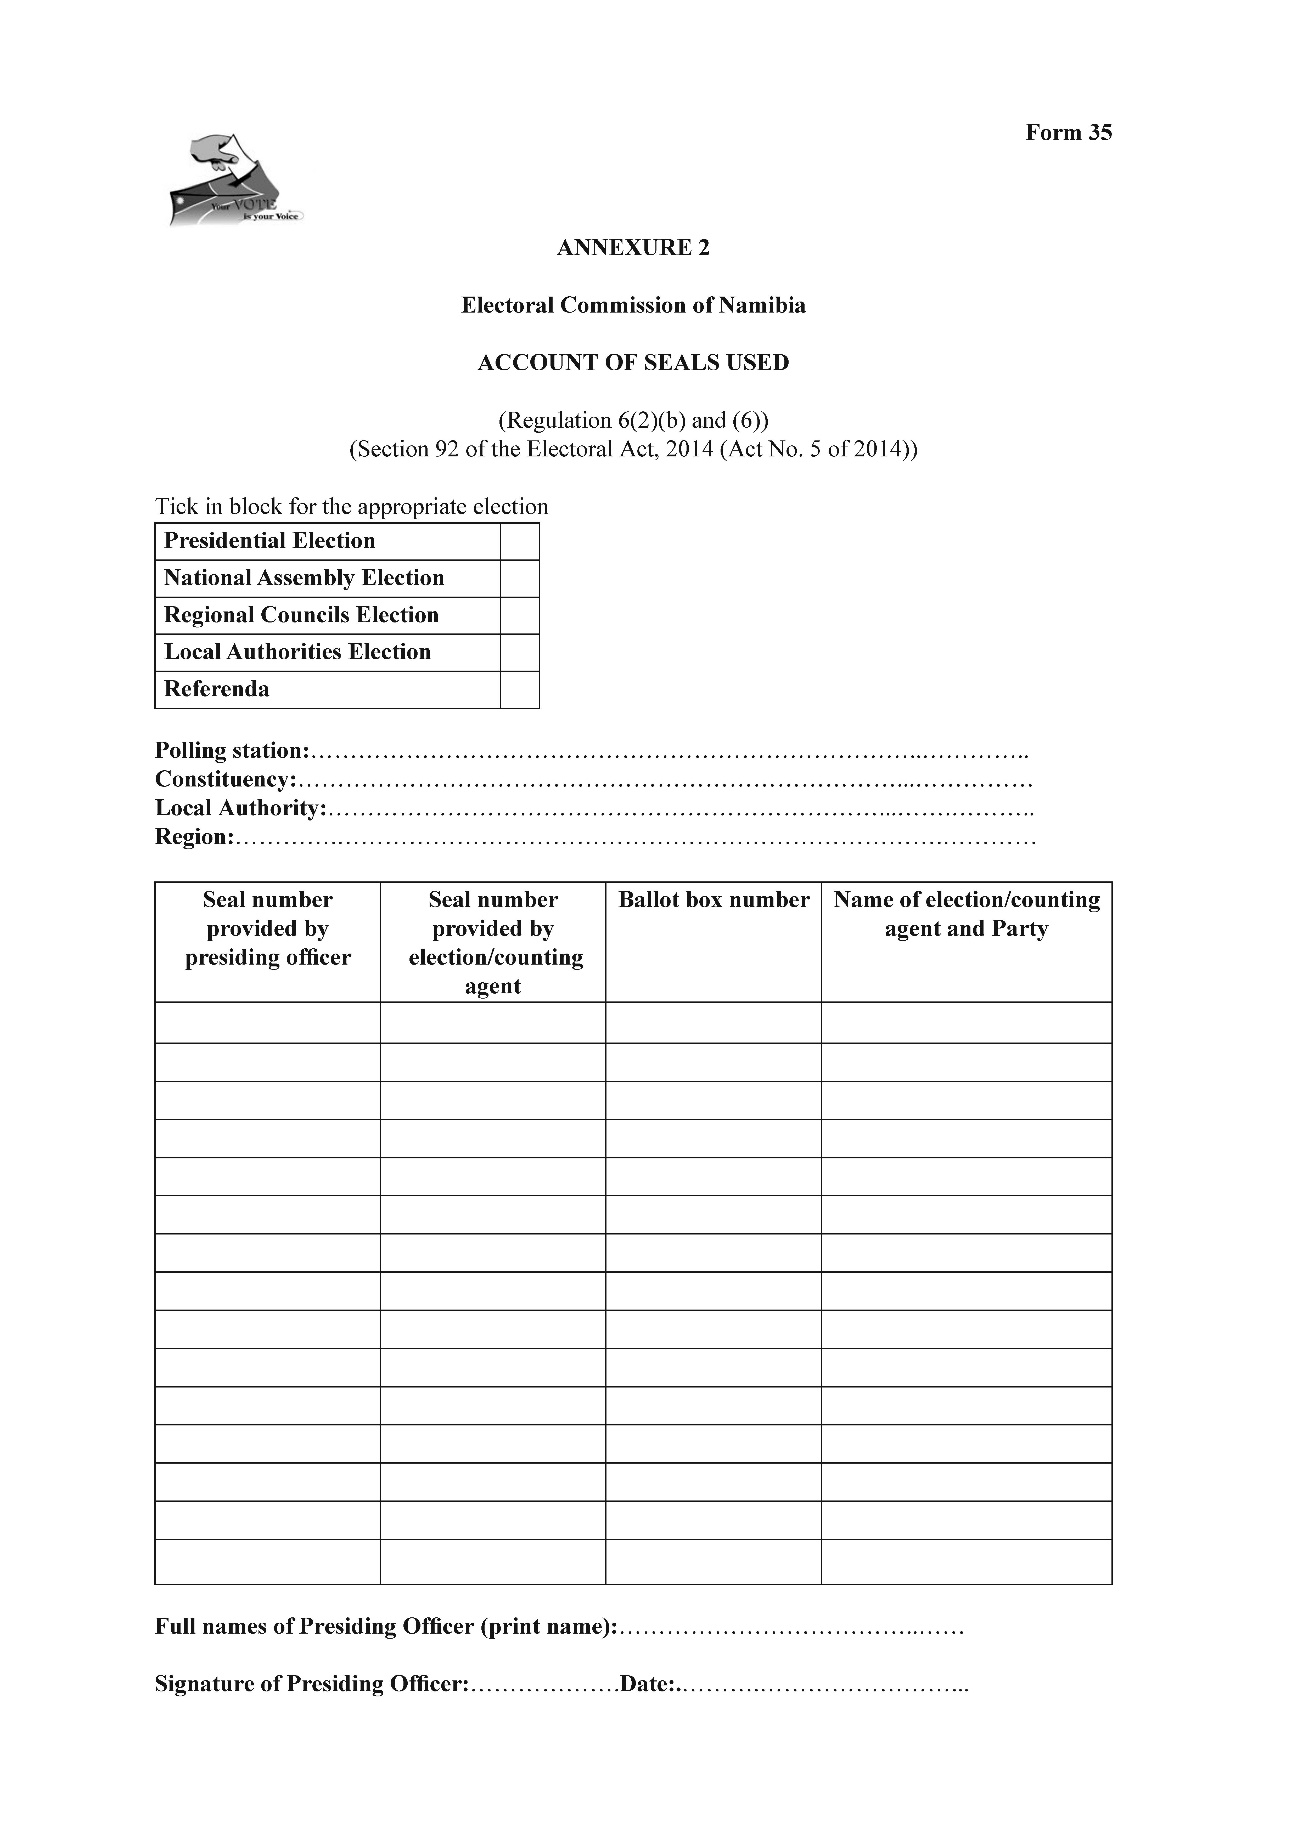 Form 35
Your VOTE
is your Voice
ANNEXURE 2
Electoral Commission of Namibia
ACCOUNT OF SEALS USED
(Regulation 6(2)(b) and (6))
(Section 92 of the Electoral Act, 2014 (Act No. 5 of 2014))
Tick in block for the appropriate election
Presidential Election
National Assembly Election
Regional Councils Election
Local Authorities Election
Referenda
Polling station:…………………………………………………………………..…………..
Constituency:…………………………………………………………………..……………
Local Authority:……………………………………………………………..…….………..
Region:………….………………………………………………………………….…………
Seal number
provided by
presiding officer
Seal number
provided by
election/counting
agent
Ballot box number
Name of election/counting
agent and Party
Full names of Presiding Officer (print name):………………………………..……
Signature of Presiding Officer:……………….Date:.……….……………………...